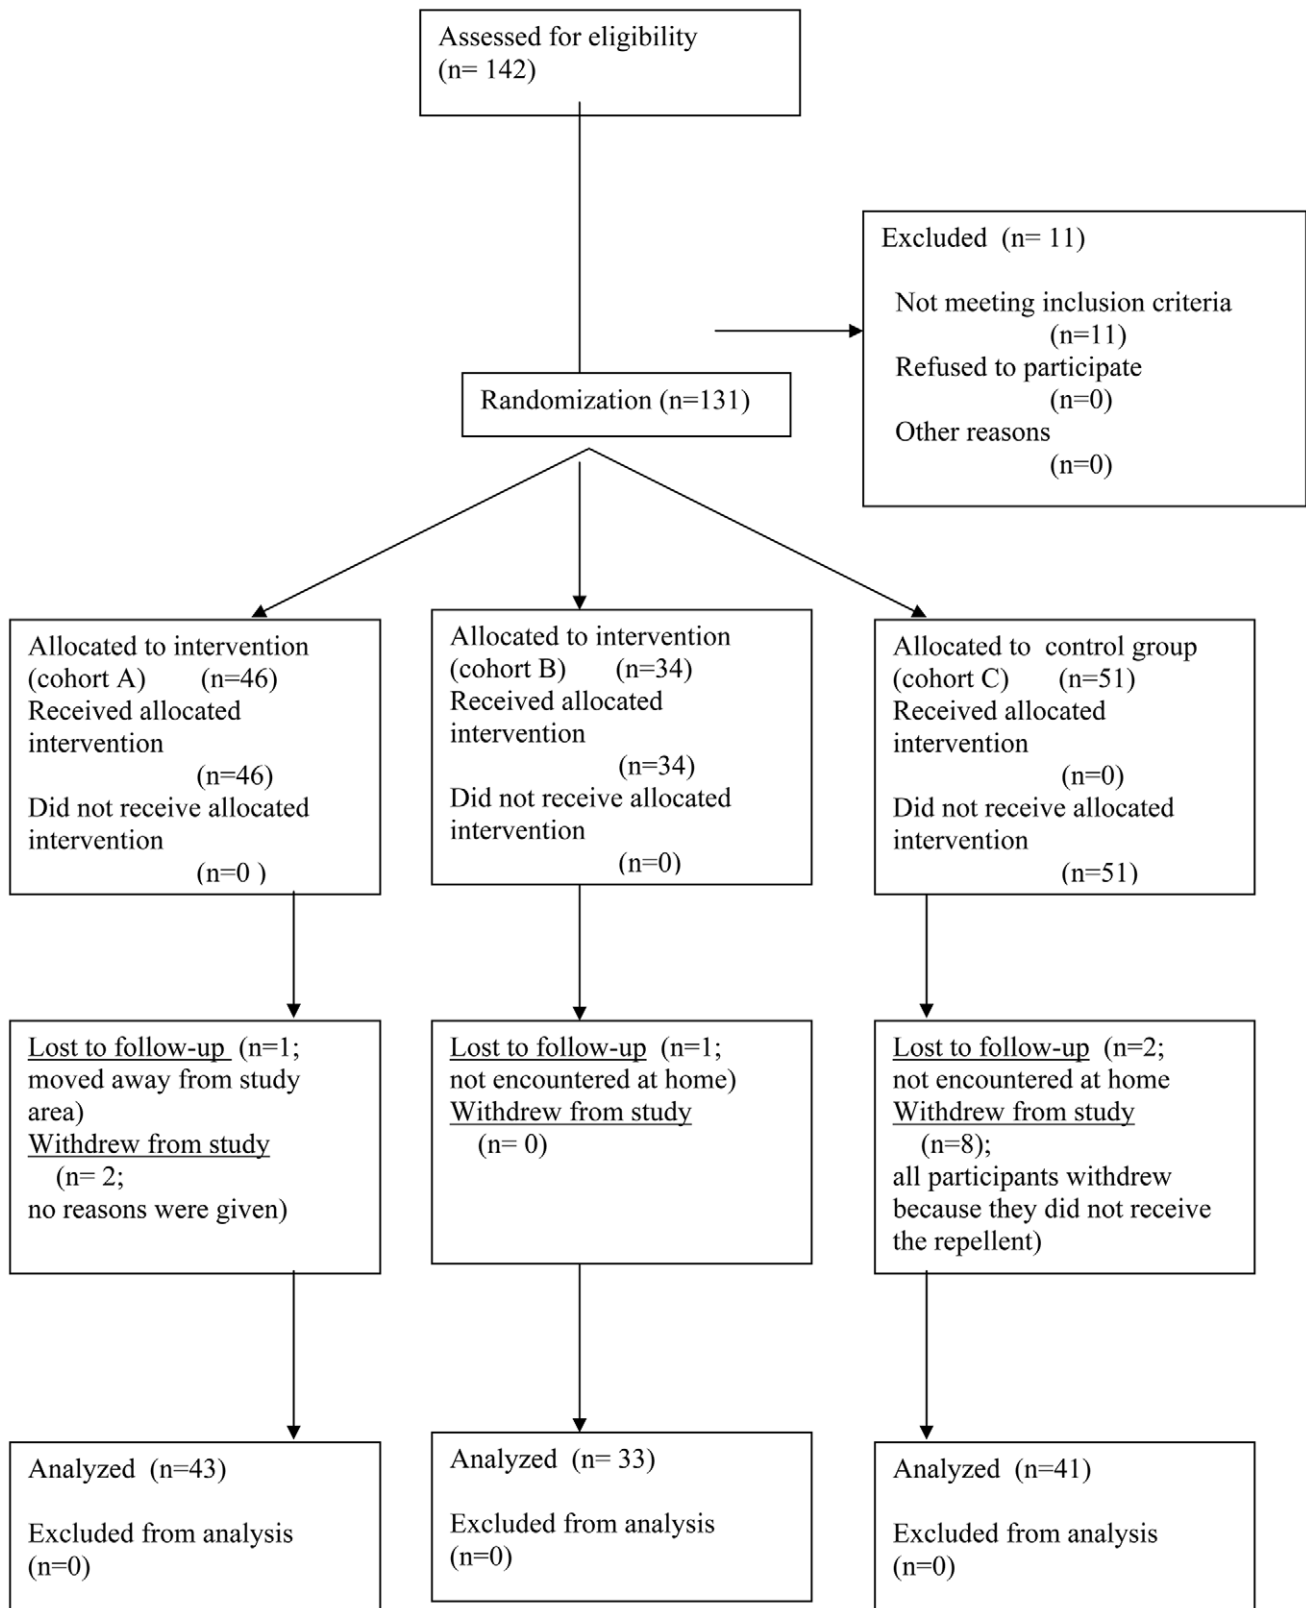 Assessed for eligibility
(n= 142)
Excluded (n= 11)
Not meeting inclusion criteria
(n=11)
Refused to participate
(n=0)
Other reasons
(n=0)
Randomization (n=131)
Allocated to intervention
(cohort A) (n=46)
Received allocated
intervention
(n=46)
Did not receive allocated
intervention
(n=0 )
Allocated to intervention
(cohort B) (n=34)
Received allocated
intervention
(n=34)
Did not receive allocated
intervention
(n=0)
Allocated to control group
(cohort C) (n=51)
Received allocated
intervention
(n=0)
Did not receive allocated
intervention
(n=51)
Lost to follow-up (n=1;
moved away from study
area)
Withdrew from study
(n= 2;
no reasons were given)
Lost to follow-up (n=1;
not encountered at home)
Withdrew from study
(n= 0)
Lost to follow-up (n=2;
not encountered at home
Withdrew from study
(n=8);
all participants withdrew
because they did not receive
the repellent)
Analyzed (n=43)
Excluded from analysis
(n=0)
Analyzed (n= 33)
Excluded from analysis
(n=0)
Analyzed (n=41)
Excluded from analysis
(n=0)